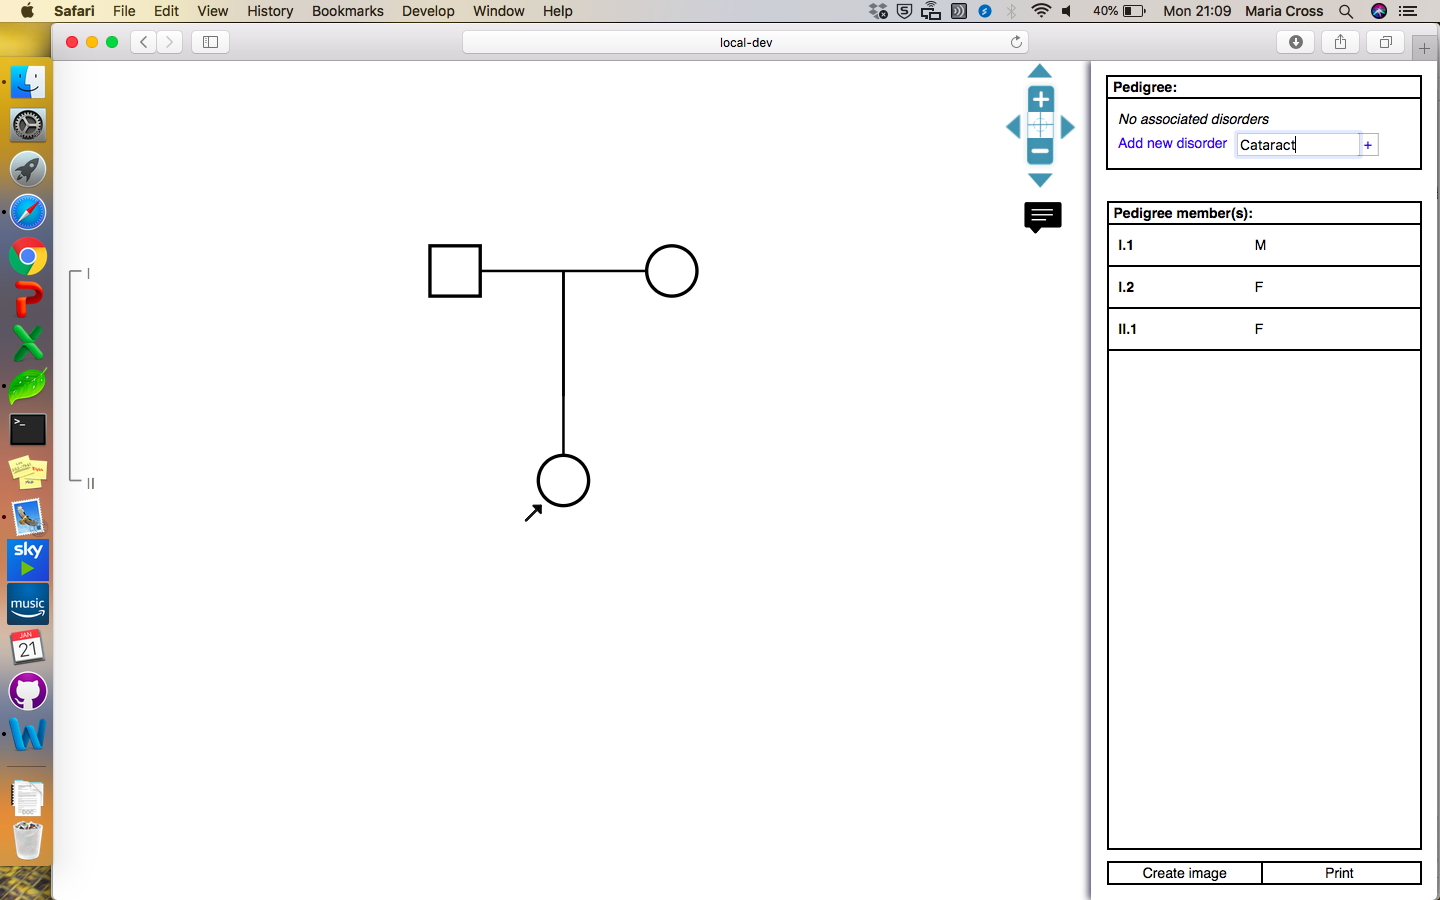 Safari File Edit View History Bookmarks Develop Window Help 40% Mon 21:09 Maria Cross
local-dev
Pedigree:
No associated disorders
Add new disorder Cataract +
Pedigree member(s):
I.1 M
I.2 F
II.1 F
Create image Print
I
II
sky
music
JAN
21